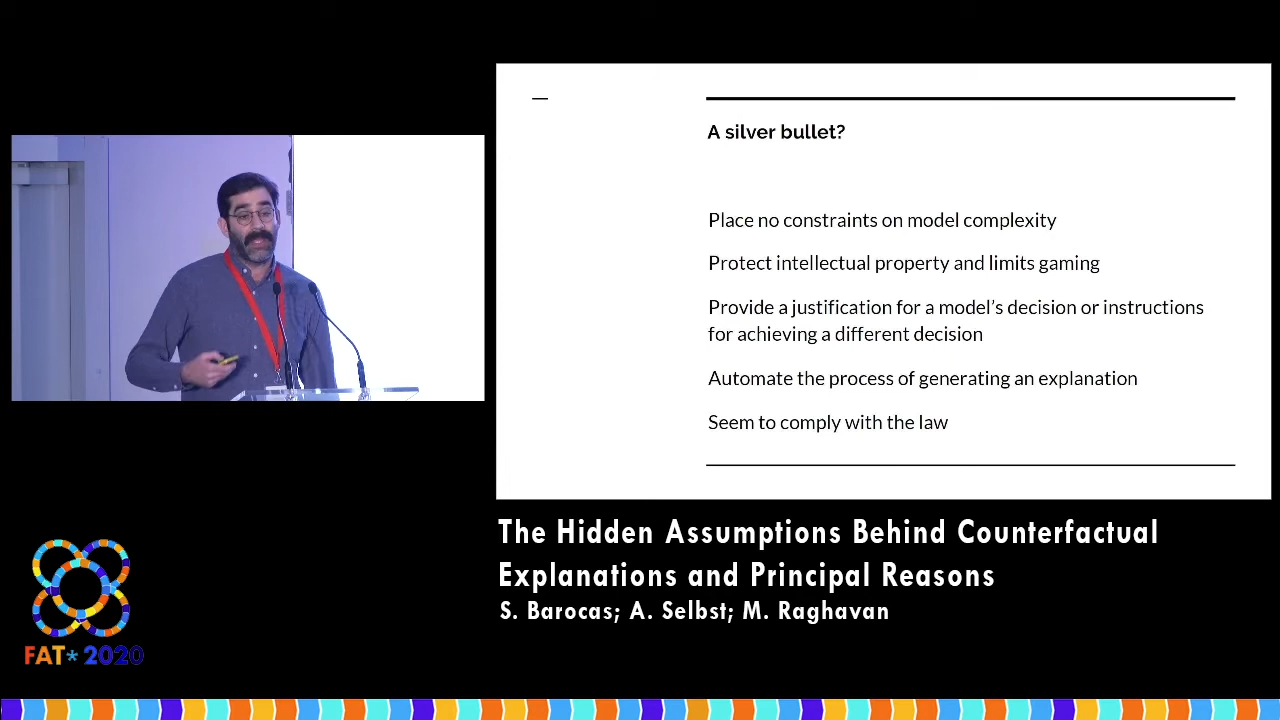 A silver bullet?
Place no constraints on model complexity
Protect intellectual property and limits gaming
Provide a justification for a model's decision or instructions
for achieving a different decision
Automate the process of generating an explanation
Seem to comply with the law
The Hidden Assumptions Behind Counterfactual
Explanations and Principal Reasons
S. Barocas; A. Selbst; M. Raghavan
FAT* 2020